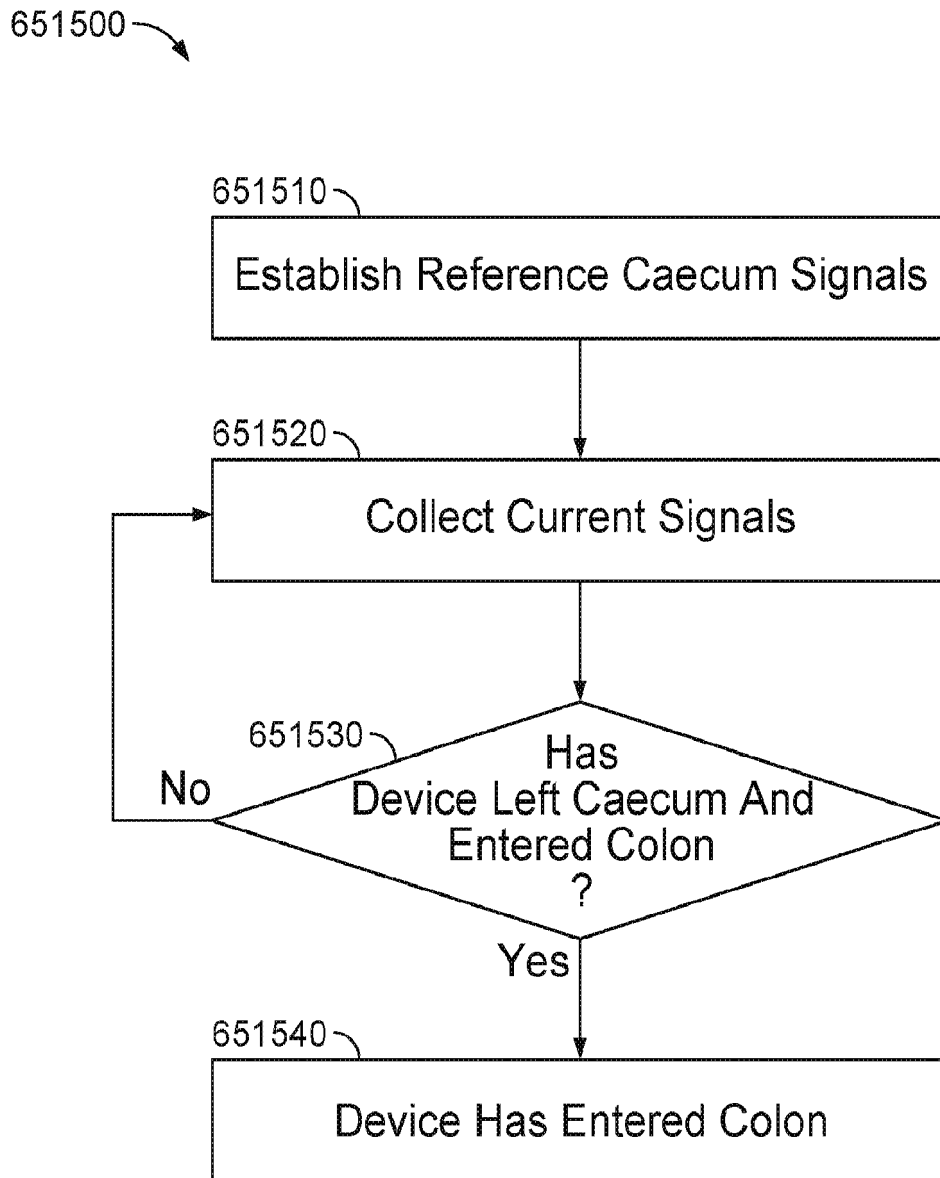 651500
651510
Establish Reference Caecum Signals
651520
Collect Current Signals
651530
Has
Device Left Caecum And
Entered Colon
?
No
Yes
651540
Device Has Entered Colon